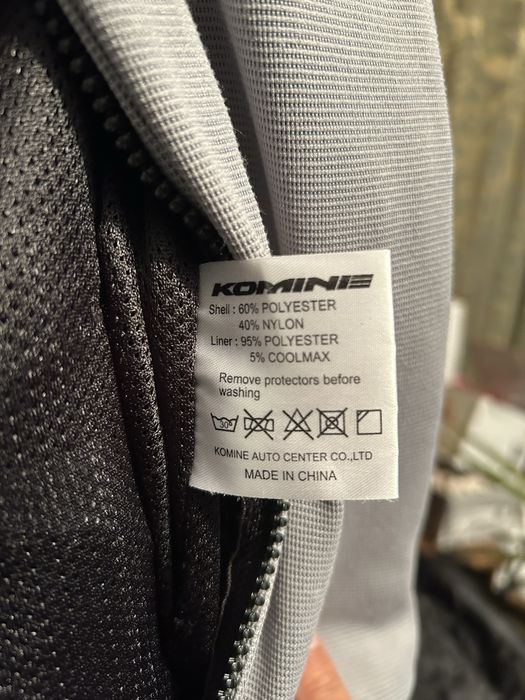 KOMINE
Shell : 60% POLYESTER
40% NYLON
Liner : 95% POLYESTER
5% COOLMAX
Remove protectors before
washing
30°
KOMINE AUTO CENTER CO.,LTD
MADE IN CHINA